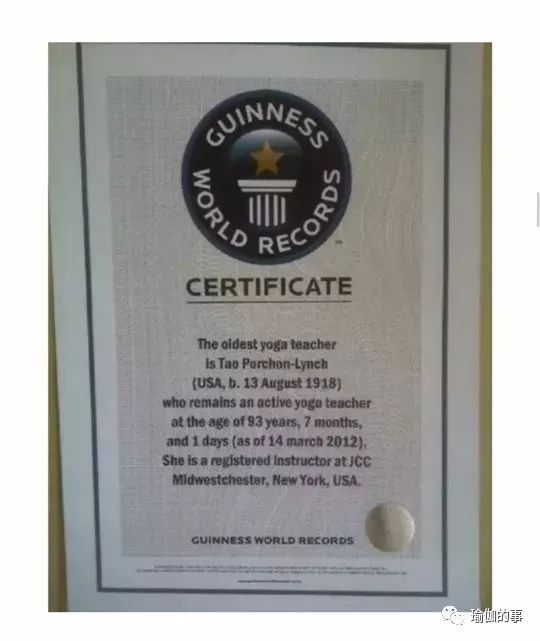 GUINNESS
WORLD RECORDS
™
CERTIFICATE
The oldest yoga teacher
is Tao Porchon-Lynch
(USA, b. 13 August 1918)
who remains an active yoga teacher
at the age of 93 years, 7 months,
and 1 days (as of 14 march 2012).
She is a registered instructor at JCC
Midwestchester, New York, USA.
GUINNESS WORLD RECORDS
瑜伽的事